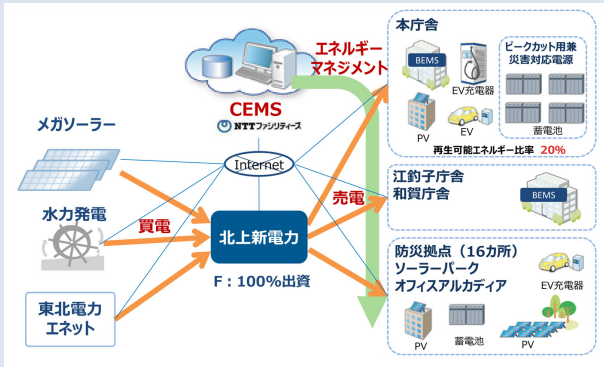 エネルギー
マネジメント
CEMS
NTTファシリティーズ
Internet
メガソーラー
水力発電
東北電力
エネット
買電
北上新電力
F：100%出資
売電
本庁舎
BEMS
EV充電器
PV
EV
ピークカット用兼
災害対応電源
蓄電池
再生可能エネルギー比率 20%
江釣子庁舎
和賀庁舎
BEMS
防災拠点（16カ所）
ソーラーパーク
オフィスアルカディア
EV充電器
PV
蓄電池
PV